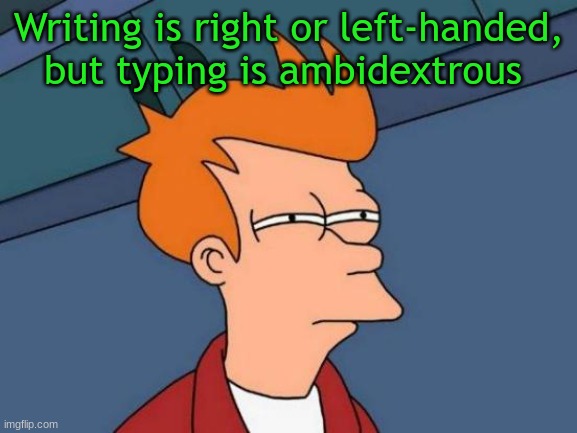 Writing is right or left-handed,
but typing is ambidextrous
imgflip.com